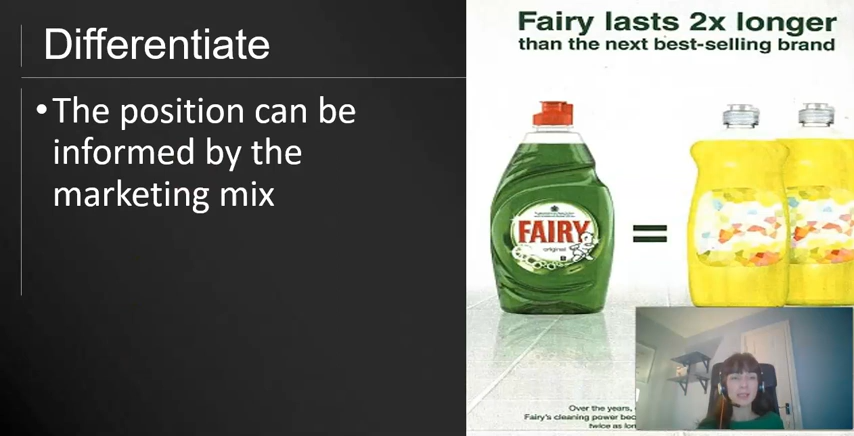 Differentiate
•The position can be
informed by the
marketing mix
Fairy lasts 2x longer
than the next best-selling brand
FAIRY
original
=
Over the years,
Fairy's cleaning power bec
twice as lon